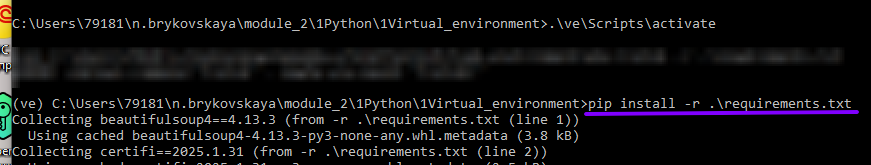 C:\Users\79181\n.brykovskaya\module_2\1Python\1Virtual_environment>.\ve\Scripts\activate
(ve) C:\Users\79181\n.brykovskaya\module_2\1Python\1Virtual_environment>pip install -r .\requirements.txt
Collecting beautifulsoup4==4.13.3 (from -r .\requirements.txt (line 1))
  Using cached beautifulsoup4-4.13.3-py3-none-any.whl.metadata (3.8 kB)
Collecting certifi==2025.1.31 (from -r .\requirements.txt (line 2))